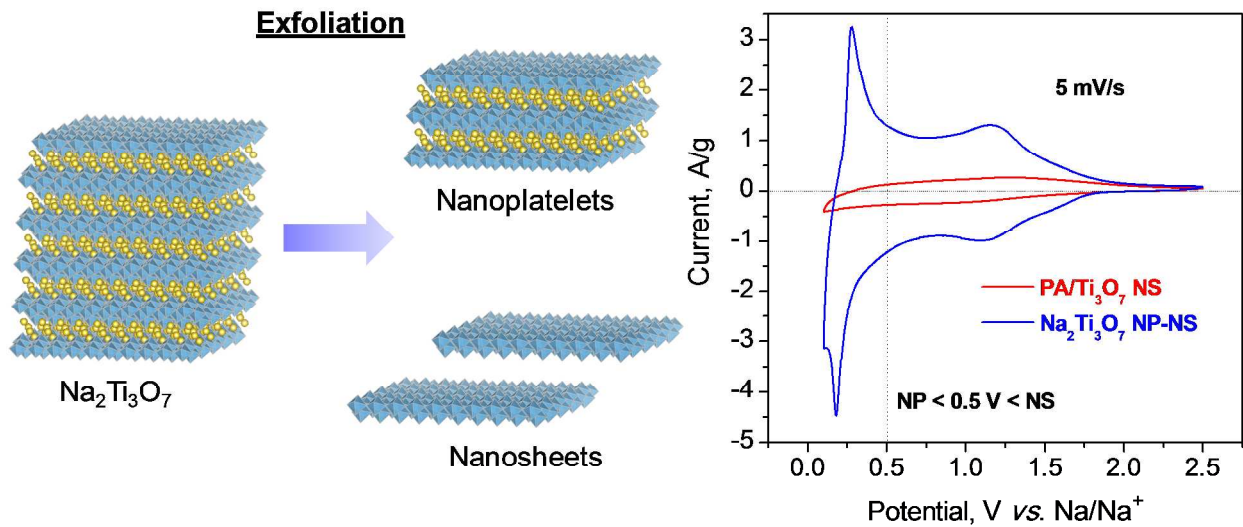 Exfoliation
Nanoplatelets
Na₂Ti₃O₇
Nanosheets
3
2
1
0
-1
-2
-3
-4
-5
Current, A/g
5 mV/s
PA/Ti₃O₇ NS
Na₂Ti₃O₇ NP-NS
NP < 0.5 V < NS
0.0 0.5 1.0 1.5 2.0 2.5
Potential, V vs. Na/Na⁺